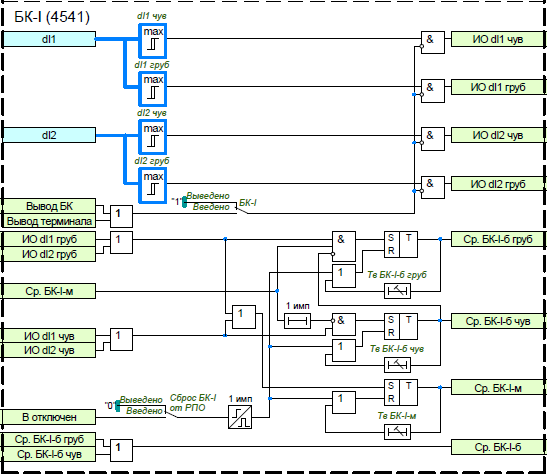 БК-I (4541)
dI1
dI1 чув
max
&
ИО dI1 чув
dI1 груб
max
&
ИО dI1 груб
dI2
dI2 чув
max
&
ИО dI2 чув
dI2 груб
max
&
ИО dI2 груб
Вывод БК
Вывод терминала
1
"1"
Выведено
Введено
БК-I
ИО dI1 груб
ИО dI2 груб
1
&
1
S T
R
Ср. БК-I-б груб
Тв БК-I-б груб
Ср. БК-I-м
1
1 имп
&
1
S T
R
Ср. БК-I-б чув
Тв БК-I-б чув
ИО dI1 чув
ИО dI2 чув
1
"0"
Выведено
Введено
Сброс БК-I
от РПО
1 имп
1
S T
R
Ср. БК-I-м
Тв БК-I-м
В отключен
Ср. БК-I-б груб
Ср. БК-I-б чув
1
Ср. БК-I-б